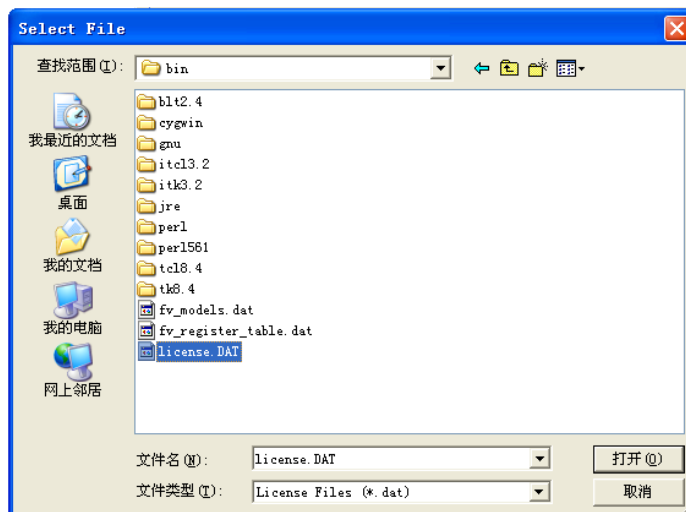 Select File
查找范围(I):
bin
blt2.4
cygwin
gnu
itcl3.2
itk3.2
jre
perl
perl561
tcl8.4
tk8.4
fv_models.dat
fv_register_table.dat
license.DAT
我最近的文档
桌面
我的文档
我的电脑
网上邻居
文件名(N):
license.DAT
打开(O)
文件类型(T):
License Files (*.dat)
取消